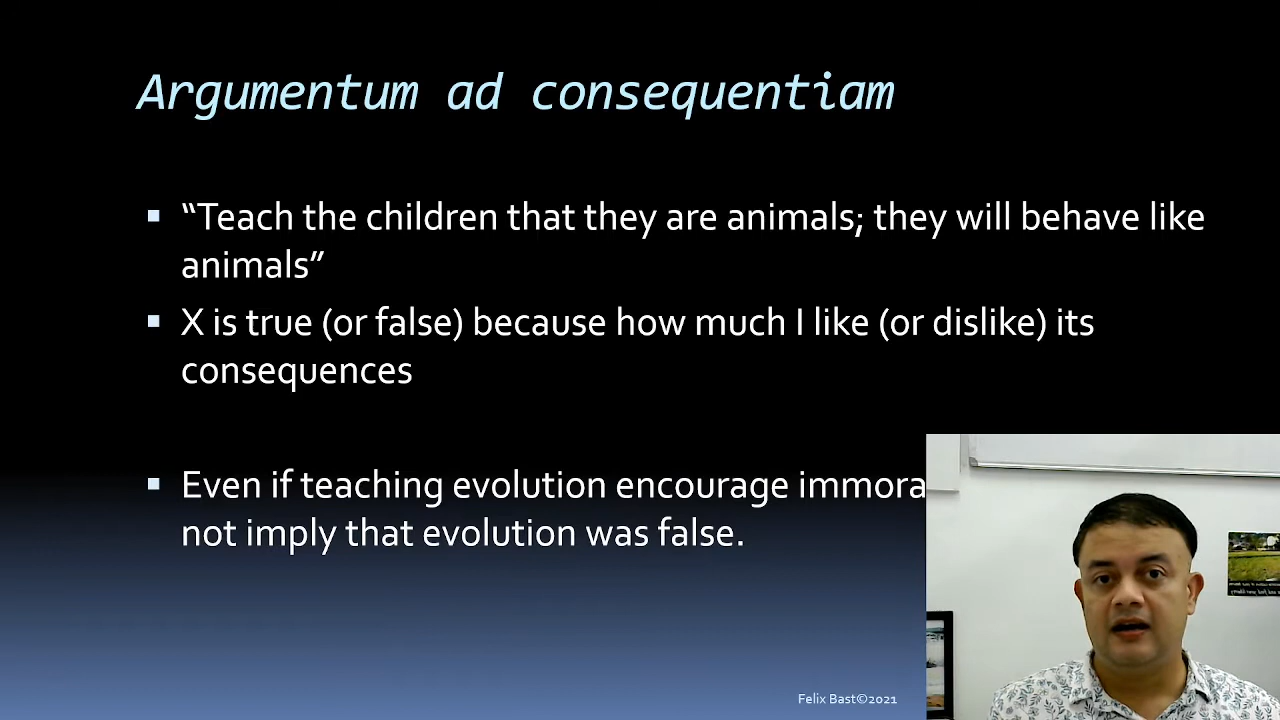 Argumentum ad consequentiam
▪ “Teach the children that they are animals; they will behave like
animals”
▪ X is true (or false) because how much I like (or dislike) its
consequences
▪ Even if teaching evolution encourage immora
not imply that evolution was false.
Felix Bast©2021